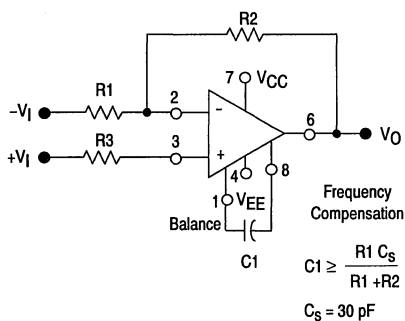 R2
7 VCC
R1
–VI
2
–
6
VO
R3
+VI
3
+
4
8
1 VEE
Balance
C1
Frequency
Compensation
C1 ≥ R1 CS
R1 +R2
CS = 30 pF